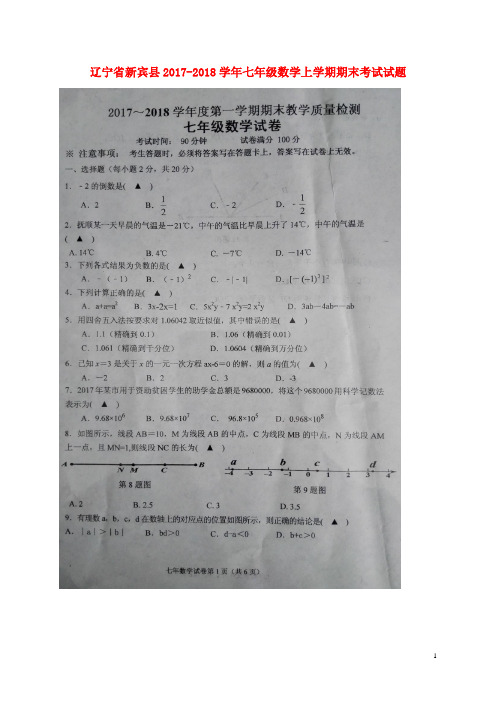 辽宁省新宾县2017-2018学年七年级数学上学期期末考试试题
2017～2018学年度第一学期期末教学质量检测
七年级数学试卷
考试时间： 90分钟 试卷满分 100分
※ 注意事项： 考生答题时，必须将答案写在答题卡上，答案写在试卷上无效。
一、选择题（每小题2分，共20分）
1．﹣2的倒数是( ▲ )
A．2 B．1/2 C．﹣2 D．﹣1/2
2．抚顺某一天早晨的气温是-21℃，中午的气温比早晨上升了14℃，中午的气温是
( ▲ )
A. 14℃ B. 4℃ C. －7℃ D. －14℃
3．下列各式结果为负数的是( ▲ )
A．﹣(﹣1) B．(﹣1)² C．﹣|﹣1| D．[－(－1)³]²
4．下列计算正确的是( ▲ )
A．a+a=a² B．3x-2x=1 C．5x²y﹣7x²y=2x²y D．3ab－4ab=－ab
5．用四舍五入法按要求对1.06042取近似值，其中错误的是( ▲ )
A．1.1（精确到0.1） B．1.06（精确到0.01）
C．1.061（精确到千分位） D．1.0604（精确到万分位）
6．已知x＝3是关于x的一元一次方程ax-6＝0的解，则a的值为( ▲ )
A．－2 B．2 C．3 D．-3
7．2017年某市用于资助贫困学生的助学金总额是9680000，将这个9680000用科学记数法
表示为( ▲ )
A．9.68×10⁶ B．9.68×10⁷ C． 96.8×10⁵ D．0.968×10⁸
8．如图所示，线段AB＝10，M为线段AB的中点，C为线段MB的中点，N为线段AM
上一点，且MN=1,则线段NC的长为( ▲ )
A N M C B
a b c d
-4 -3 -2 -1 0 1 2 3 4
第8题图 第9题图
A. 2 B. 2.5 C. 3 D. 3.5
9．有理数a，b，c，d在数轴上的对应点的位置如图所示，则正确的结论是( ▲ )
A．｜a｜＞｜b｜ B．bd＞0 C．d-a＜0 D．b+c＞0
七年数学试卷第1页（共6页）
1